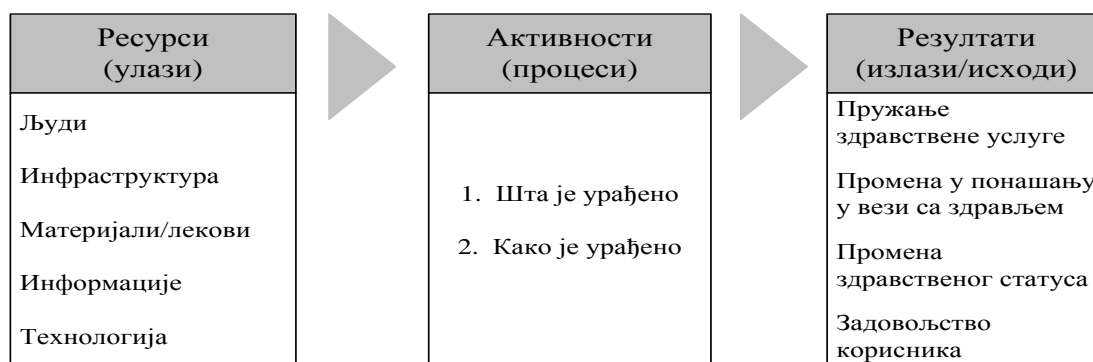 Ресурси
(улази)
Људи
Инфраструктура
Материјали/лекови
Информације
Технологија
Активности
(процеси)
1. Шта је урађено
2. Како је урађено
Резултати
(излази/исходи)
Пружање
здравствене услуге
Промена у понашању
у вези са здрављем
Промена
здравственог статуса
Задовољство
корисника